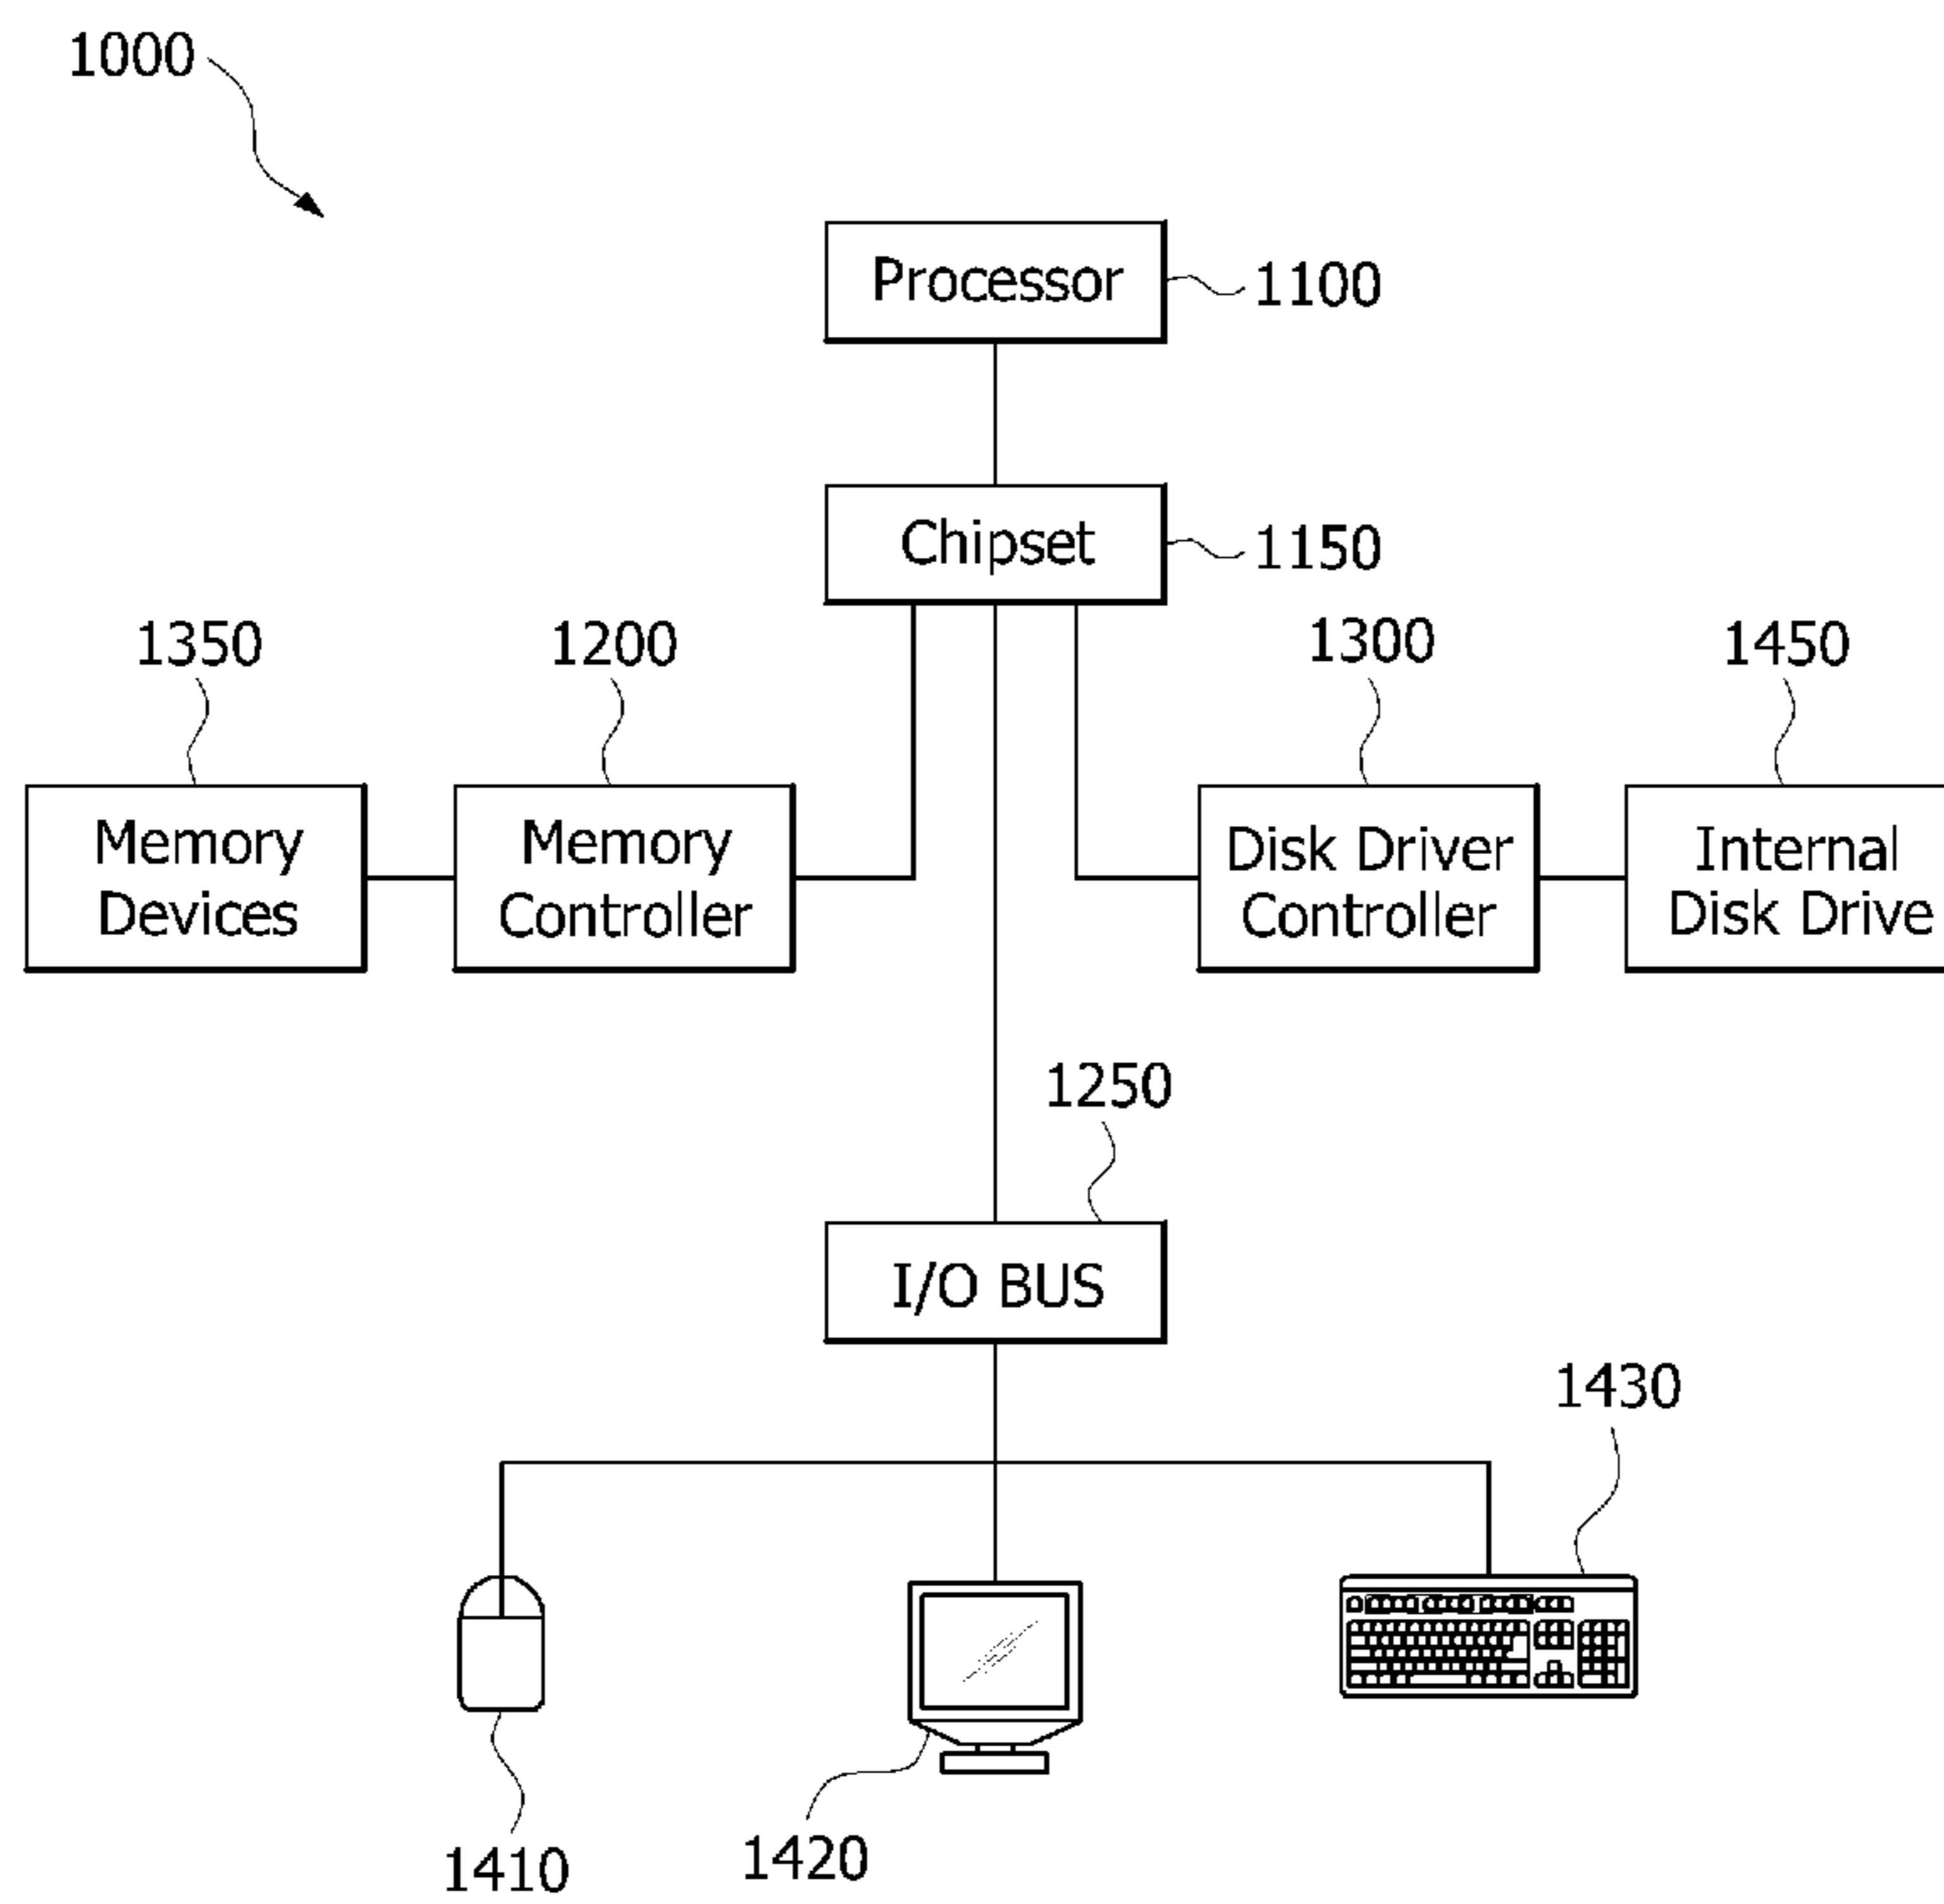 1000
Processor
1100
Chipset
1150
1350
1200
1300
1450
Memory
Devices
Memory
Controller
Disk Driver
Controller
Internal
Disk Drive
1250
I/O BUS
1430
1410
1420